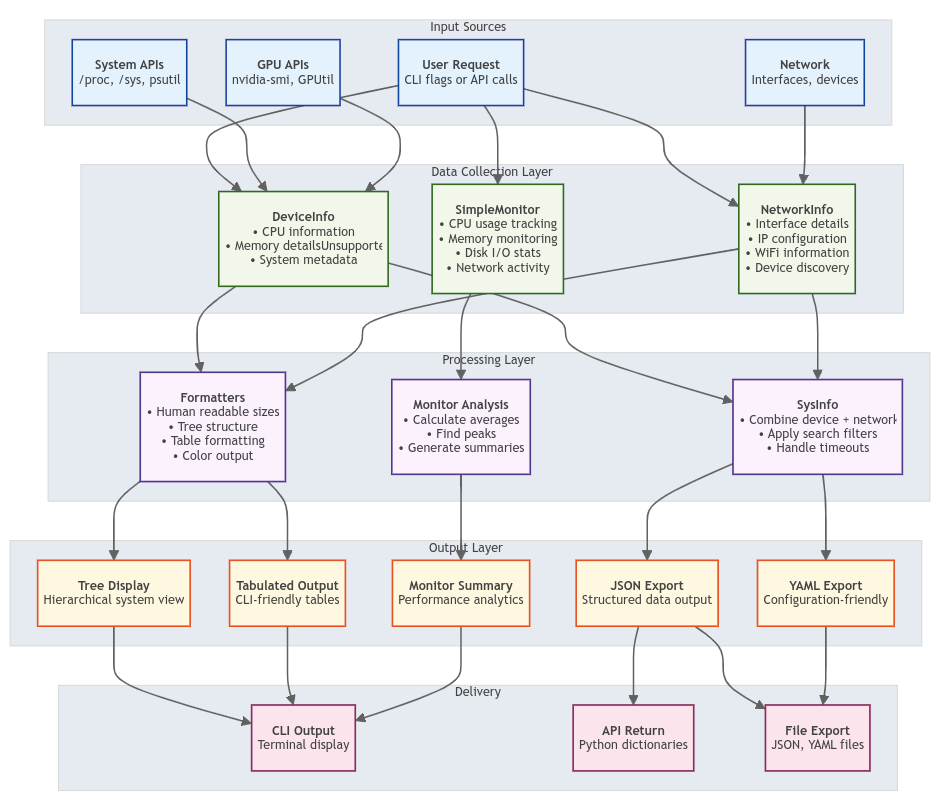 Input Sources
System APIs
/proc, /sys, psutil
GPU APIs
nvidia-smi, GPUtil
User Request
CLI flags or API calls
Network
Interfaces, devices
Data Collection Layer
DeviceInfo
• CPU information
• Memory detailsUnsupporte
• System metadata
SimpleMonitor
• CPU usage tracking
• Memory monitoring
• Disk I/O stats
• Network activity
NetworkInfo
• Interface details
• IP configuration
• WiFi information
• Device discovery
Processing Layer
Formatters
• Human readable sizes
• Tree structure
• Table formatting
• Color output
Monitor Analysis
• Calculate averages
• Find peaks
• Generate summaries
SysInfo
• Combine device + network
• Apply search filters
• Handle timeouts
Output Layer
Tree Display
Hierarchical system view
Tabulated Output
CLI-friendly tables
Monitor Summary
Performance analytics
JSON Export
Structured data output
YAML Export
Configuration-friendly
Delivery
CLI Output
Terminal display
API Return
Python dictionaries
File Export
JSON, YAML files